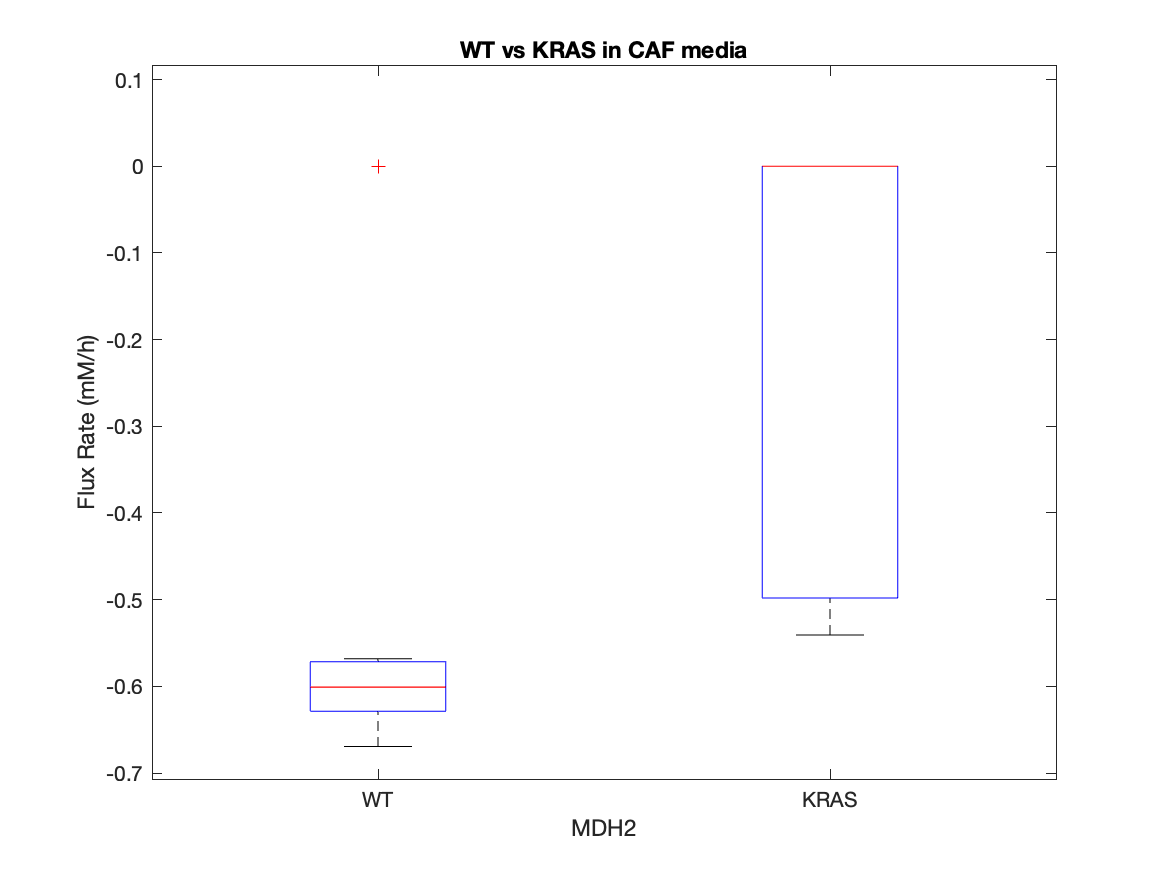 WT vs KRAS in CAF media
0.1
0
-0.1
-0.2
-0.3
-0.4
-0.5
-0.6
-0.7
Flux Rate (mM/h)
WT
KRAS
MDH2